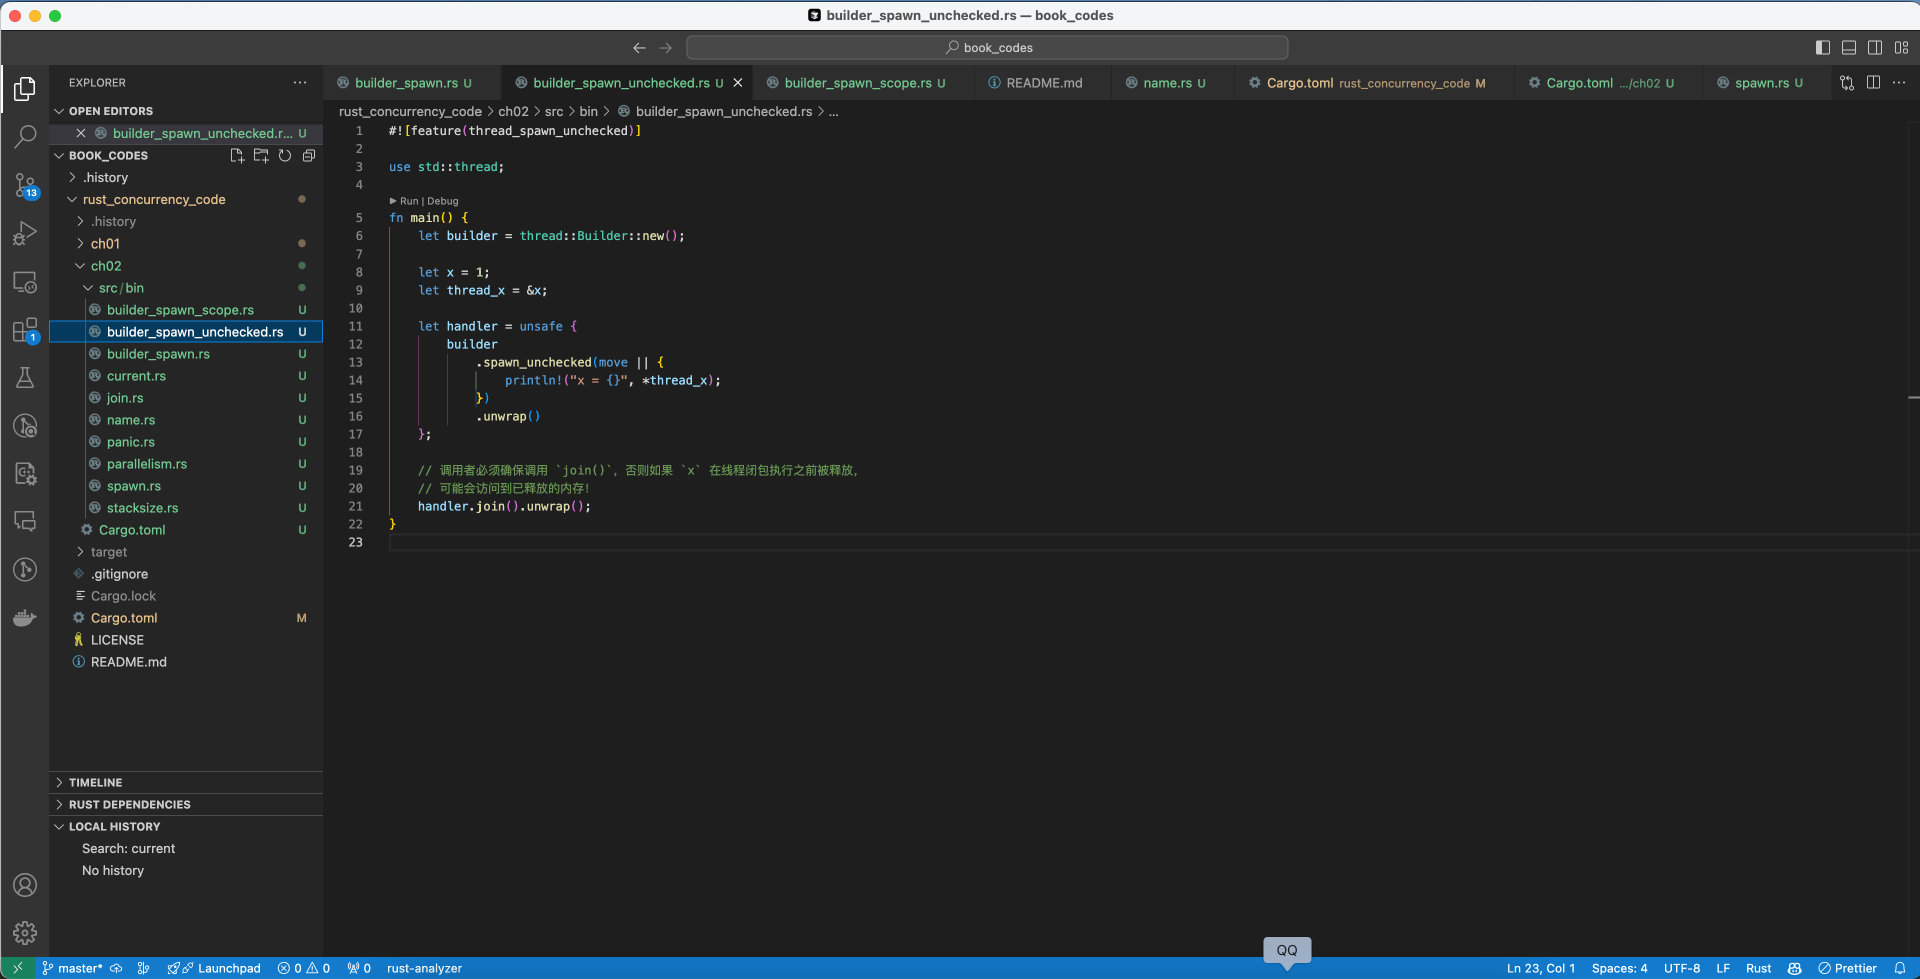 builder_spawn_unchecked.rs — book_codes
book_codes
EXPLORER
OPEN EDITORS
builder_spawn_unchecked.r... U
BOOK_CODES
.history
rust_concurrency_code
.history
ch01
ch02
src/bin
builder_spawn_scope.rs U
builder_spawn_unchecked.rs U
builder_spawn.rs U
current.rs U
join.rs U
name.rs U
panic.rs U
parallelism.rs U
spawn.rs U
stacksize.rs U
Cargo.toml U
target
.gitignore
Cargo.lock
Cargo.toml M
LICENSE
README.md
TIMELINE
RUST DEPENDENCIES
LOCAL HISTORY
Search: current
No history
13
1
builder_spawn.rs U
builder_spawn_unchecked.rs U
builder_spawn_scope.rs U
README.md
name.rs U
Cargo.toml rust_concurrency_code M
Cargo.toml .../ch02 U
spawn.rs U
rust_concurrency_code > ch02 > src > bin > builder_spawn_unchecked.rs > ...
1 #![feature(thread_spawn_unchecked)]
2
3 use std::thread;
4
Run | Debug
5 fn main() {
6 let builder = thread::Builder::new();
7
8 let x = 1;
9 let thread_x = &x;
10
11 let handler = unsafe {
12 builder
13 .spawn_unchecked(move || {
14 println!("x = {}", *thread_x);
15 })
16 .unwrap()
17 };
18
19 // 调用者必须确保调用 `join()`, 否则如果 `x` 在线程闭包执行之前被释放,
20 // 可能会访问到已释放的内存!
21 handler.join().unwrap();
22 }
23
QQ
master*
Launchpad
0 0
0
rust-analyzer
Ln 23, Col 1
Spaces: 4
UTF-8
LF
Rust
Prettier